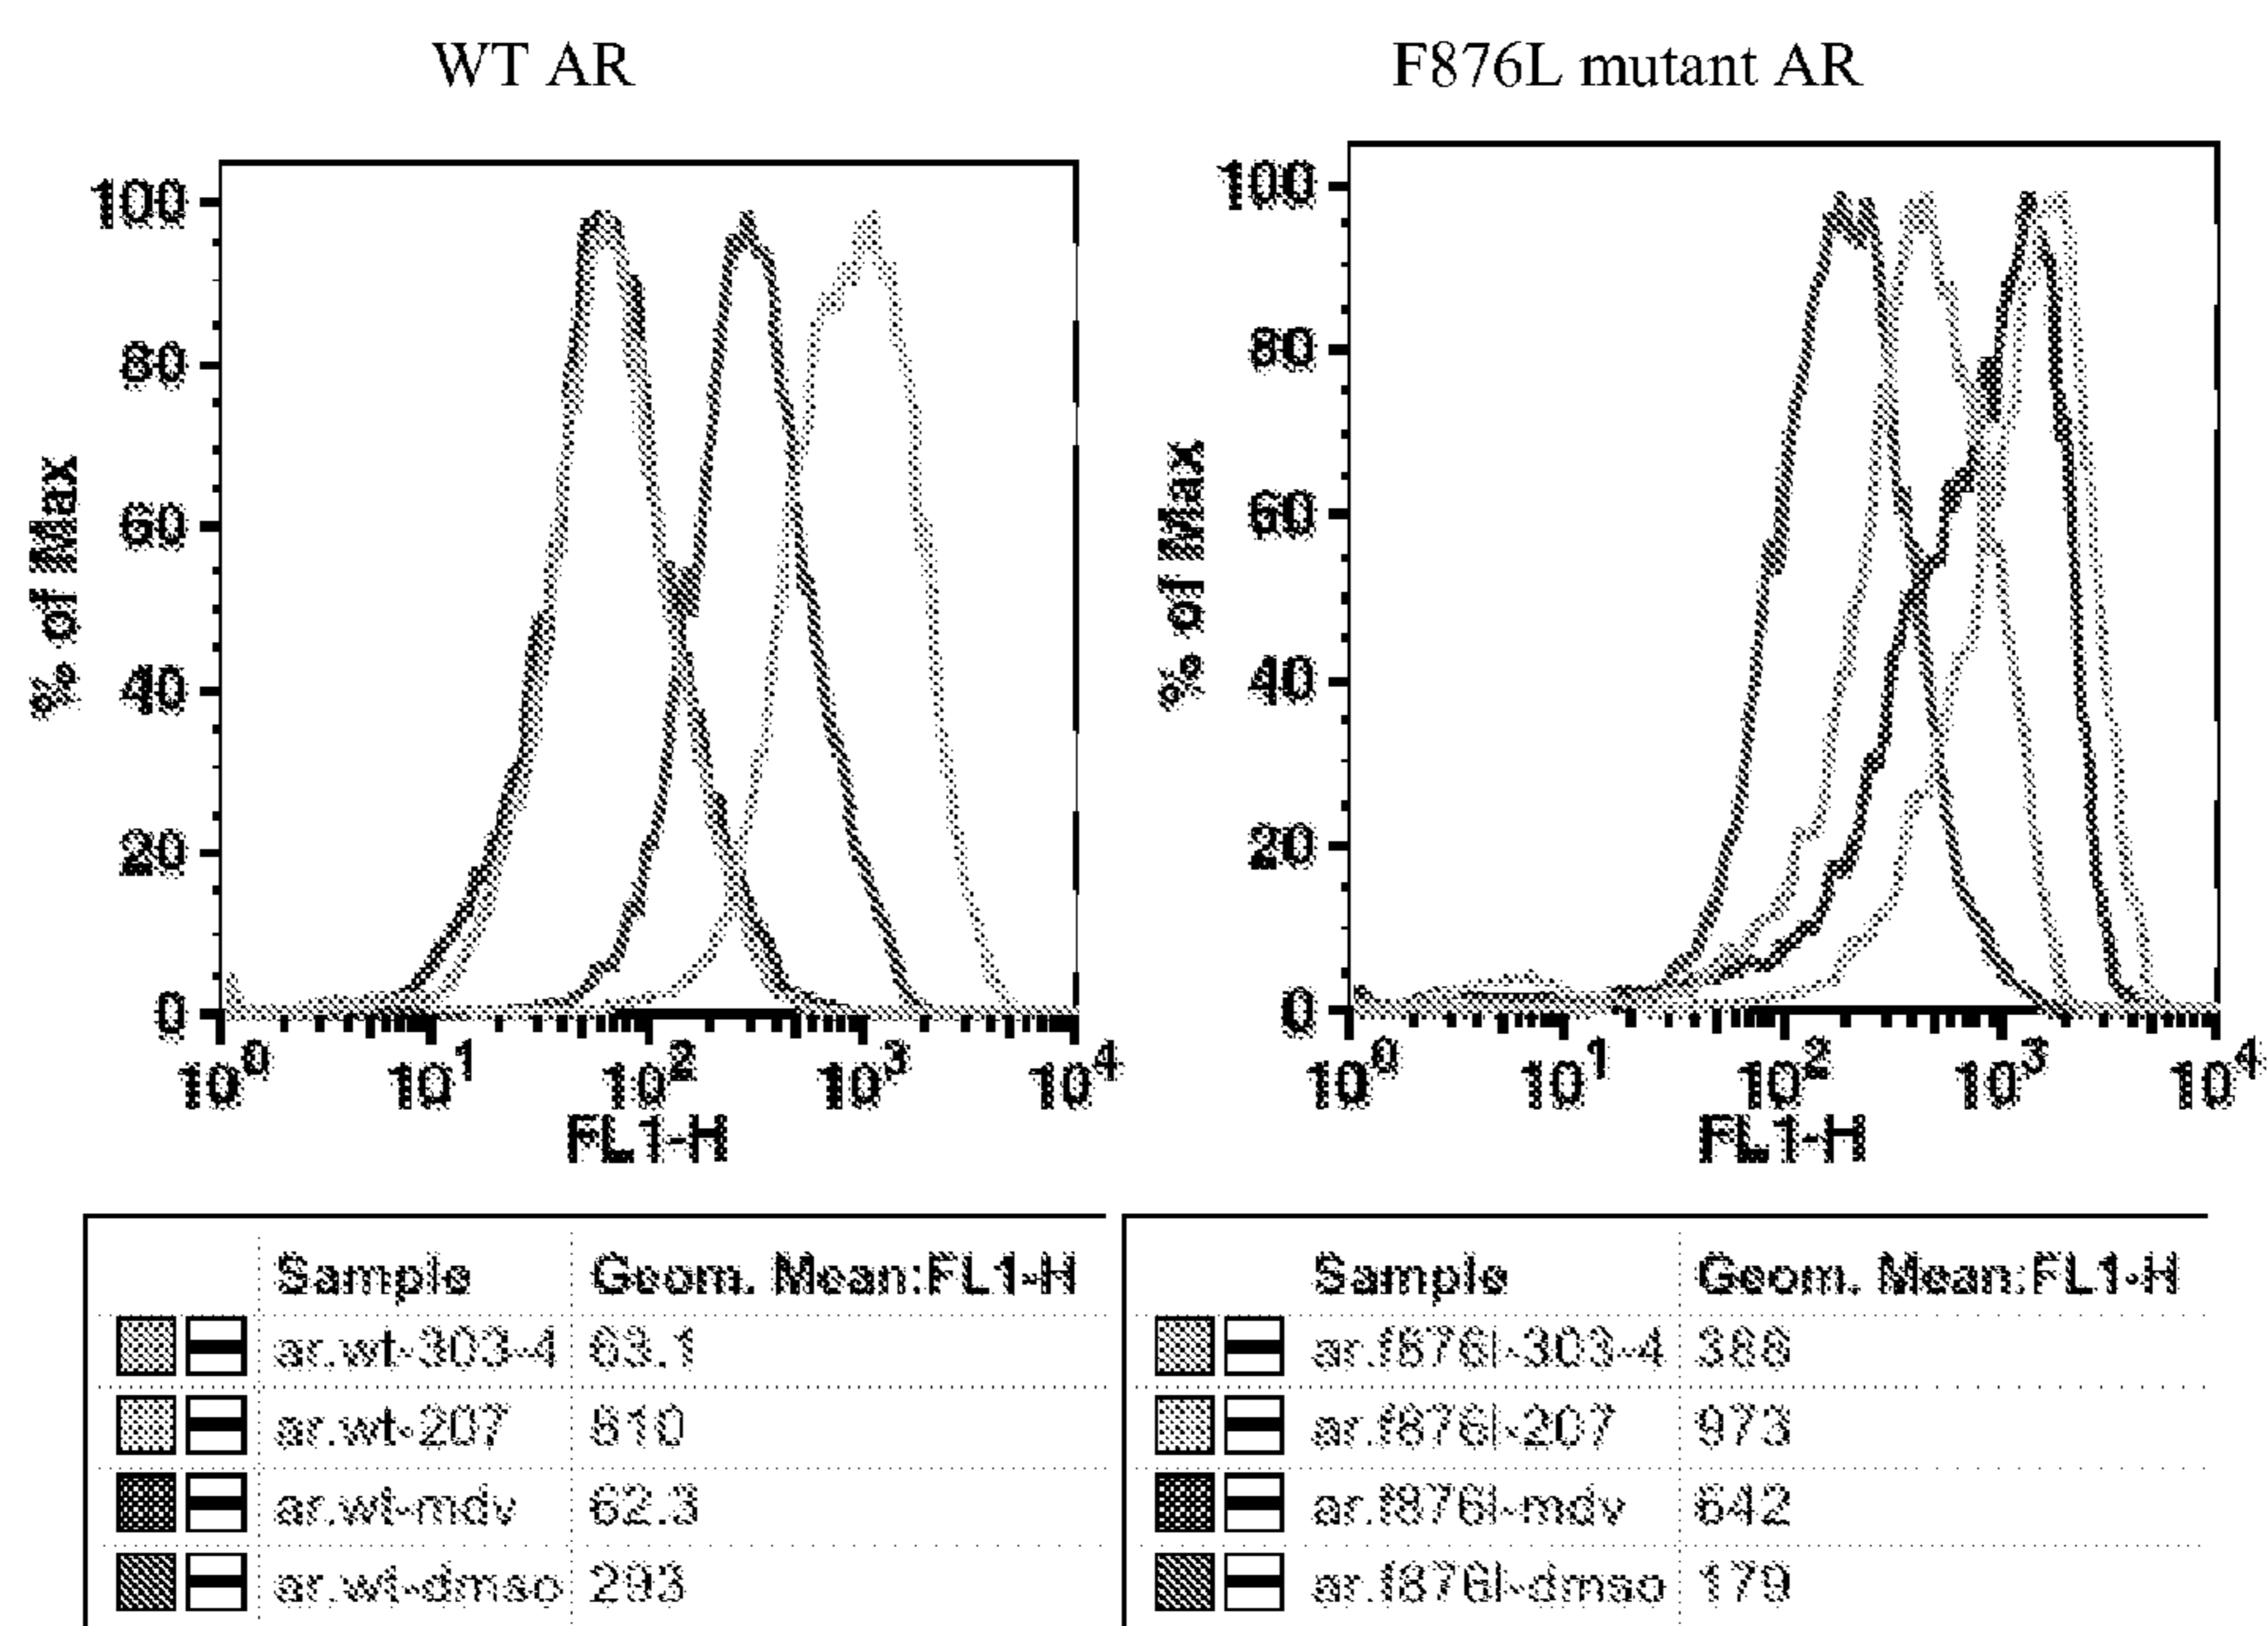 WT AR
F876L mutant AR
100
80
60
40
20
0
% of Max
10^0 10^1 10^2 10^3 10^4
FL1-H
100
80
60
40
20
0
% of Max
10^0 10^1 10^2 10^3 10^4
FL1-H
Sample Geom. Mean:FL1-H
ar.wt-303-4 63.1
ar.wt-207
ar.wt-mdv 62.3
ar.wt-dmso 293
Sample Geom. Mean:FL1-H
ar.f876l-303-4
ar.f876l-207 973
ar.f876l-mdv 642
ar.f876l-dmso 179